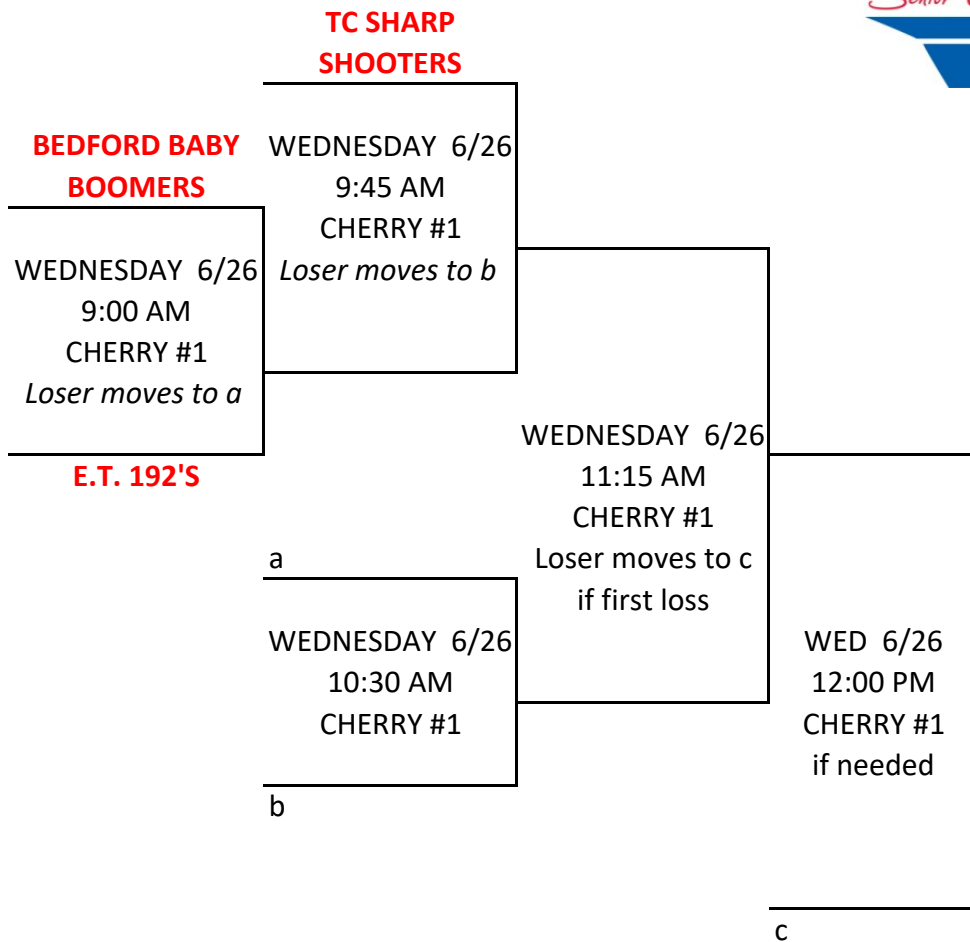 Senior
TC SHARP
SHOOTERS
BEDFORD BABY
BOOMERS
WEDNESDAY 6/26
9:45 AM
CHERRY #1
Loser moves to b
WEDNESDAY 6/26
9:00 AM
CHERRY #1
Loser moves to a
E.T. 192'S
WEDNESDAY 6/26
11:15 AM
CHERRY #1
Loser moves to c
if first loss
a
WEDNESDAY 6/26
10:30 AM
CHERRY #1
b
WED 6/26
12:00 PM
CHERRY #1
if needed
c